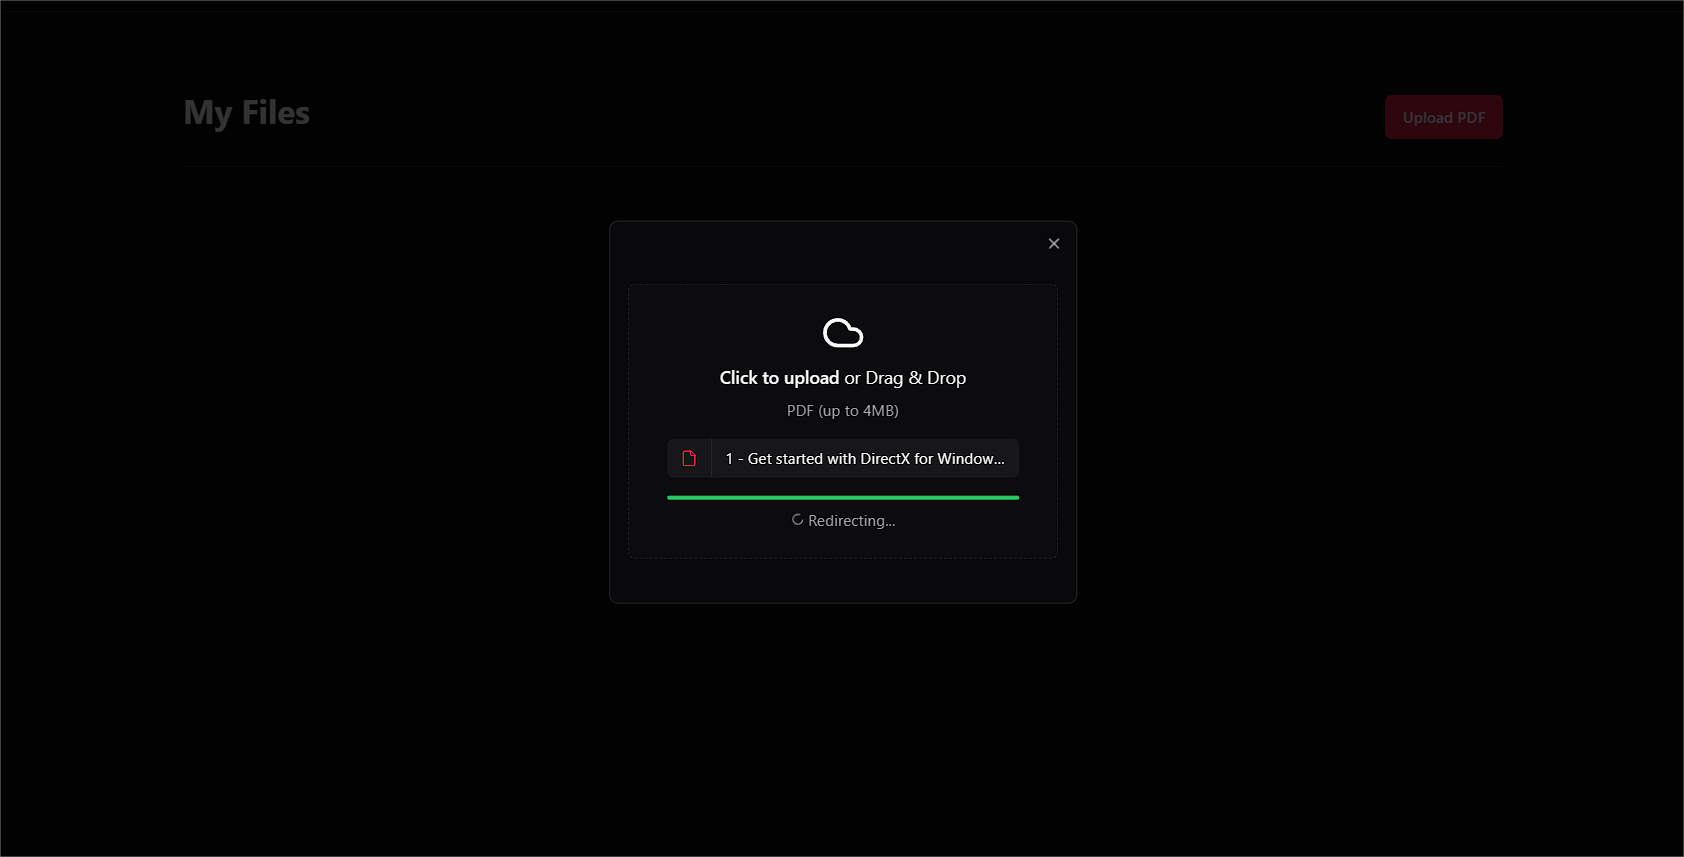 My Files
Upload PDF
Click to upload or Drag & Drop
PDF (up to 4MB)
1 - Get started with DirectX for Window...
Redirecting...